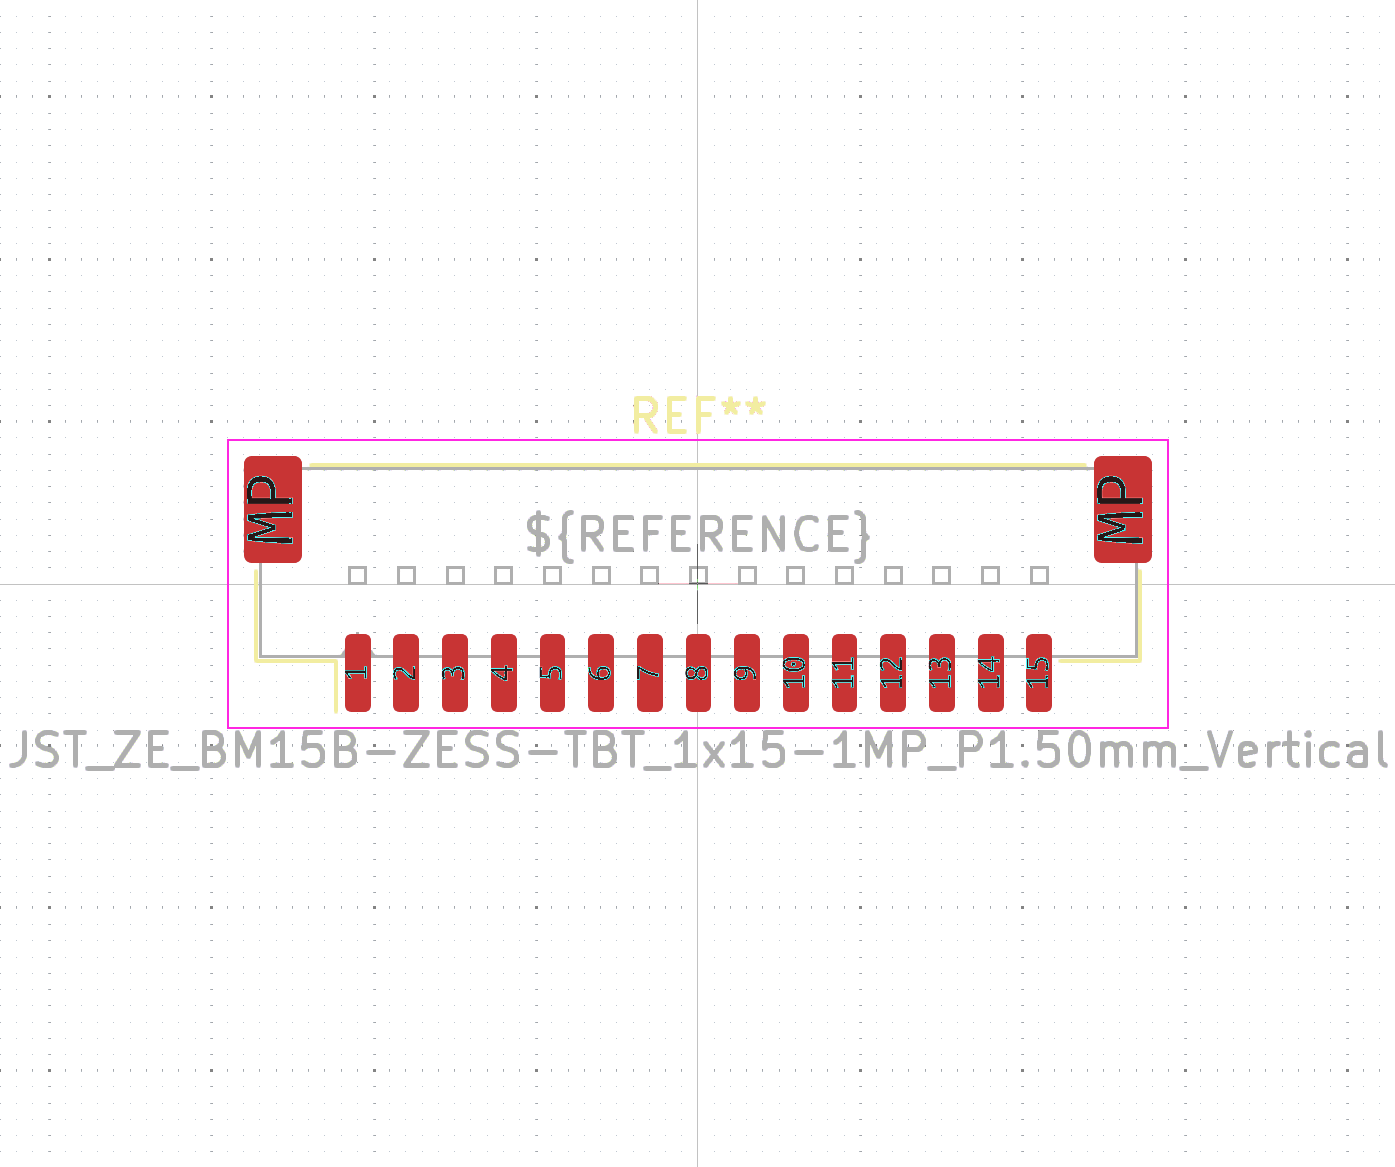 REF**
MP MP
${REFERENCE}
1 2 3 4 5 6 7 8 9 10 11 12 13 14 15
JST_ZE_BM15B-ZESS-TBT_1x15-1MP_P1.50mm_Vertical